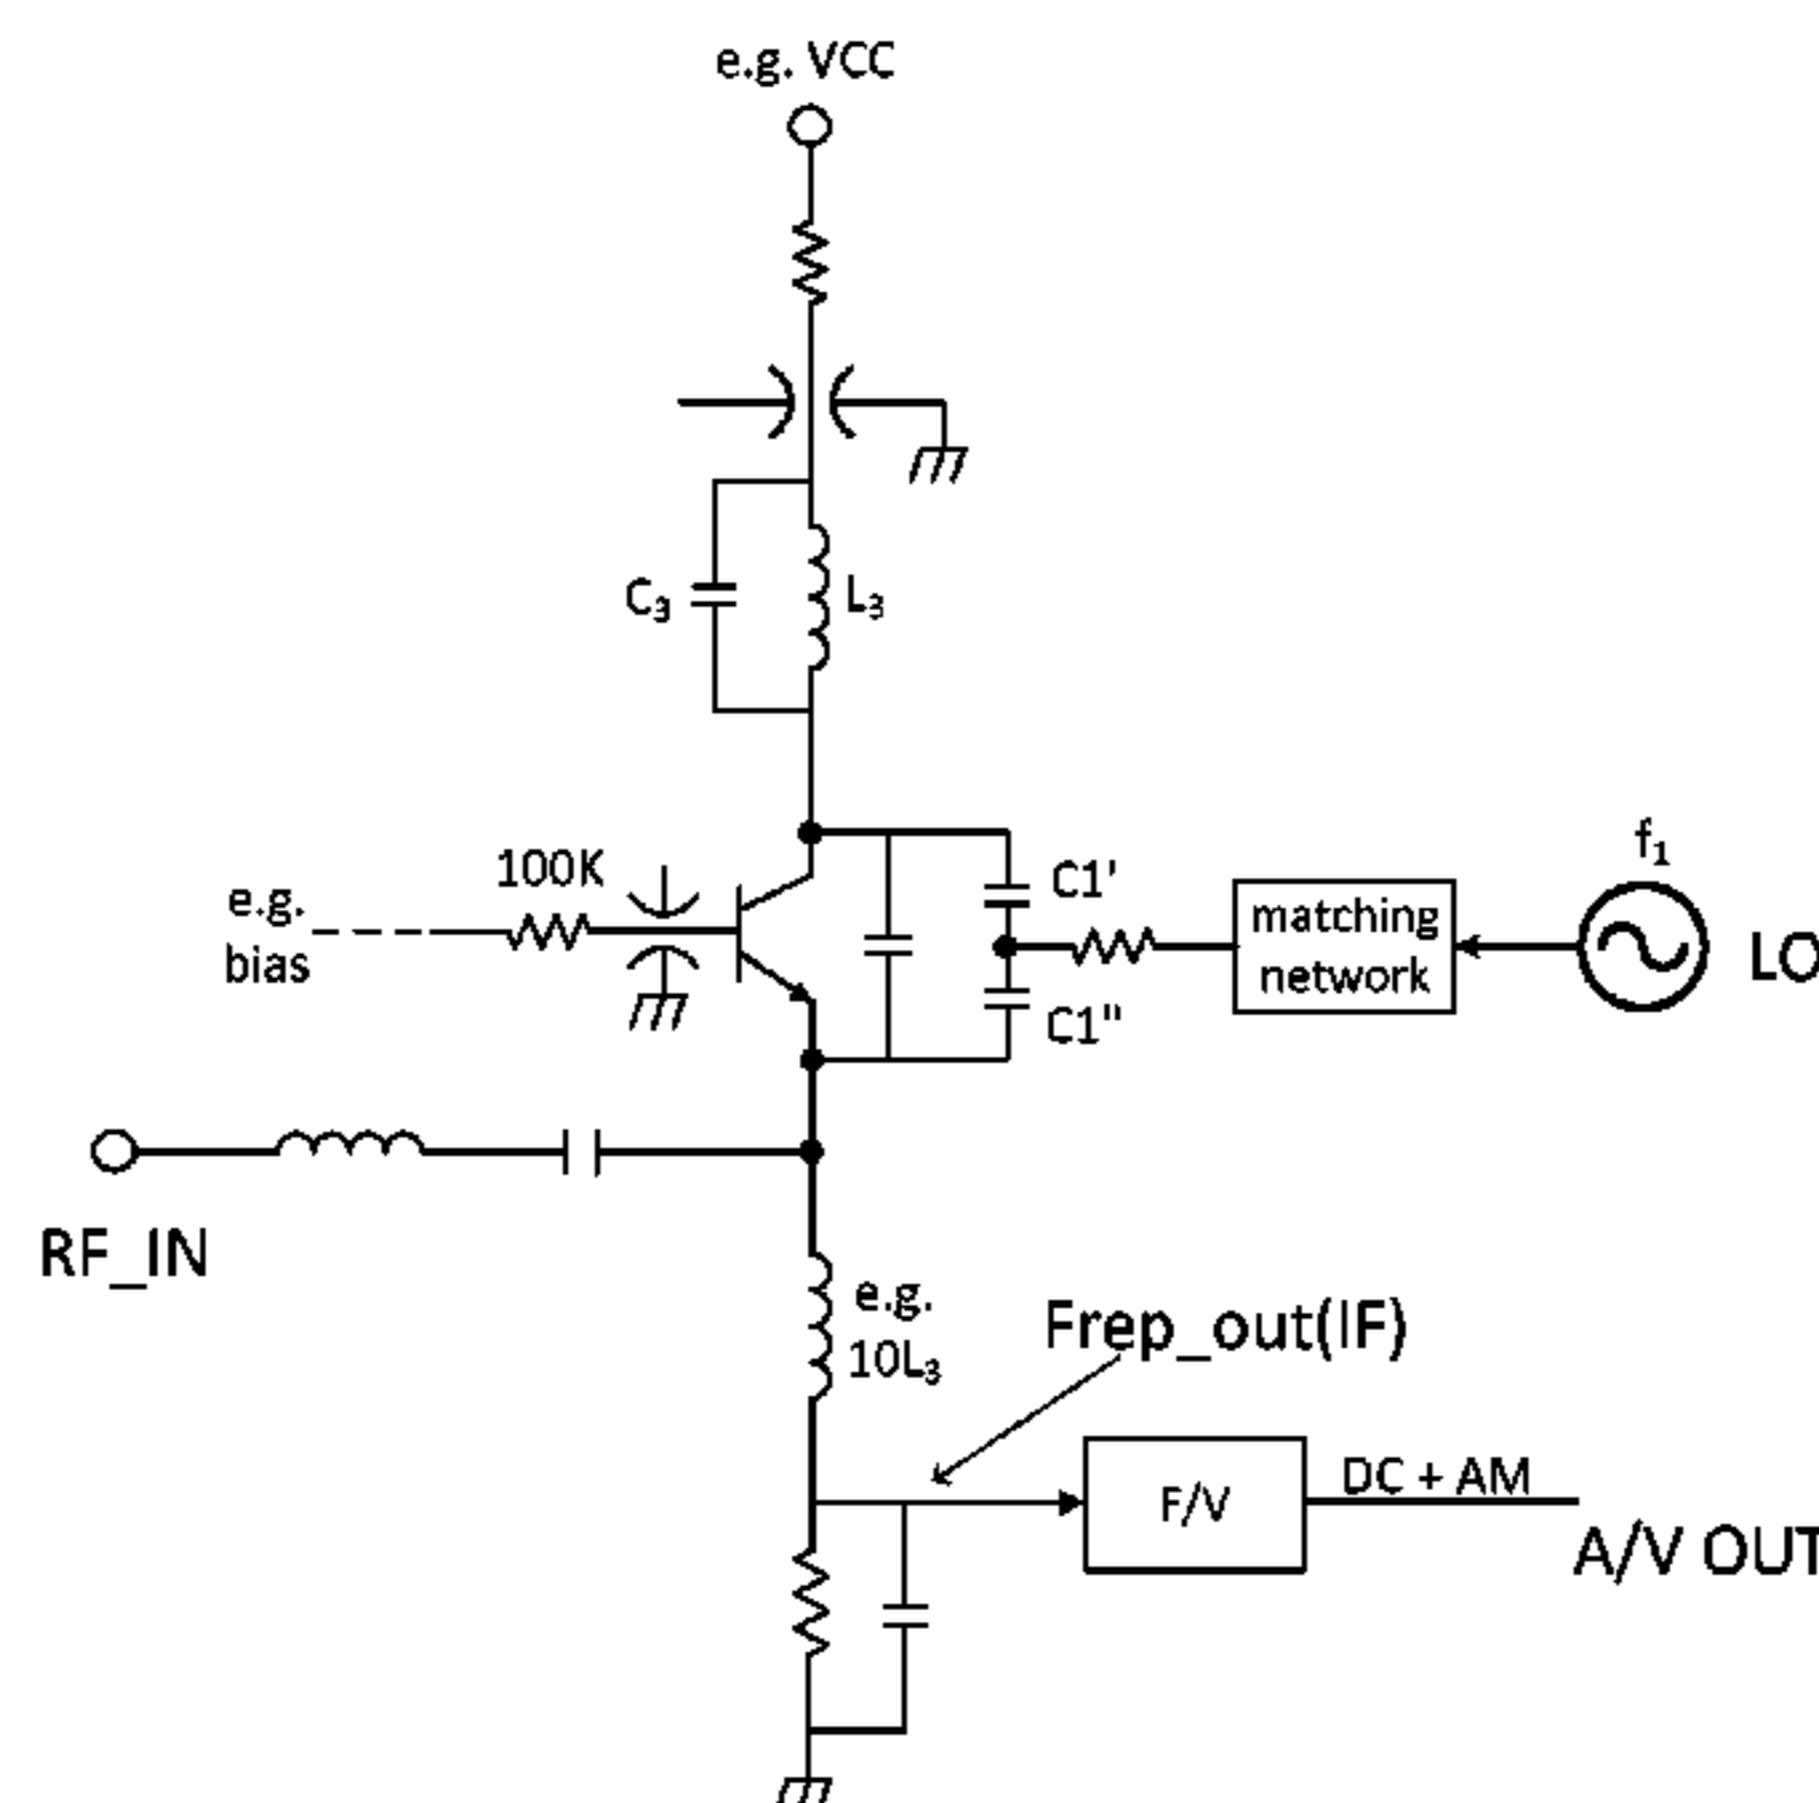 e.g. VCC
C₃
L₃
100K
e.g.
bias
C1'
C1"
f₁
matching
network
LO
RF_IN
e.g.
10L₃
Frep_out(IF)
F/V
DC + AM
A/V OUT